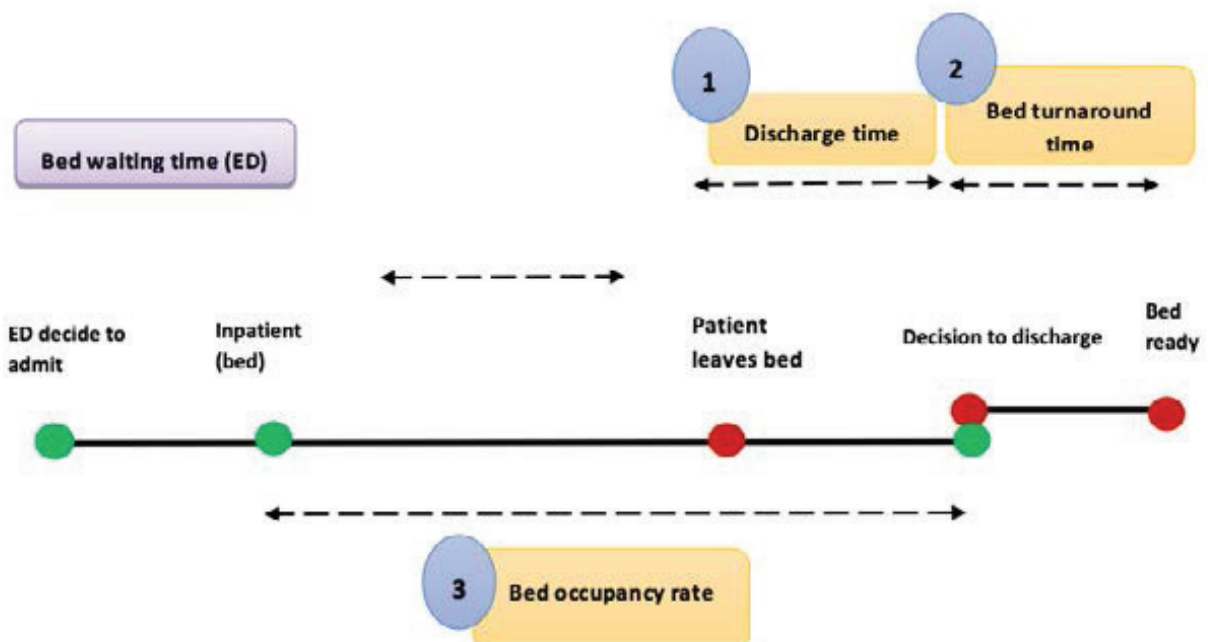 1
Discharge time
2
Bed turnaround
time
Bed waiting time (ED)
ED decide to
admit
Inpatient
(bed)
Patient
leaves bed
Decision to discharge
Bed
ready
3
Bed occupancy rate